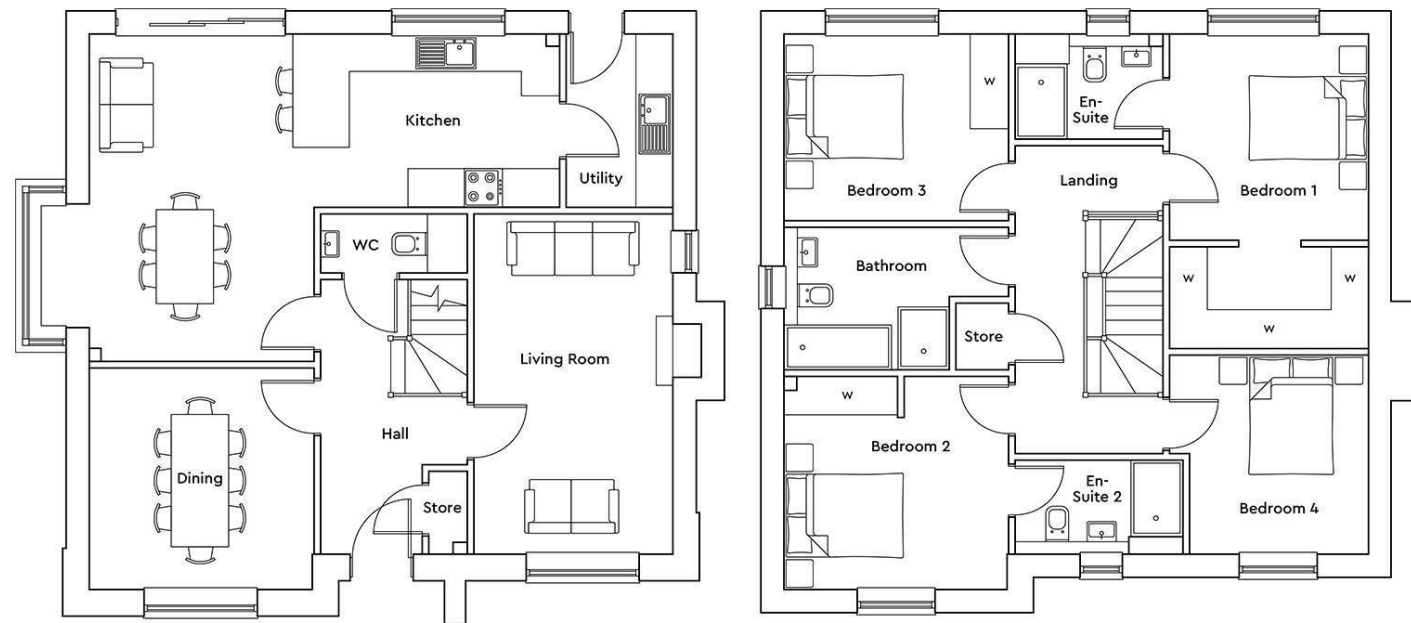 Kitchen
Utility
WC
Living Room
Hall
Dining
Store
W
En-
Suite
Bedroom 3
Landing
Bedroom 1
Bathroom
W
W
W
Store
W
Bedroom 2
En-
Suite 2
Bedroom 4